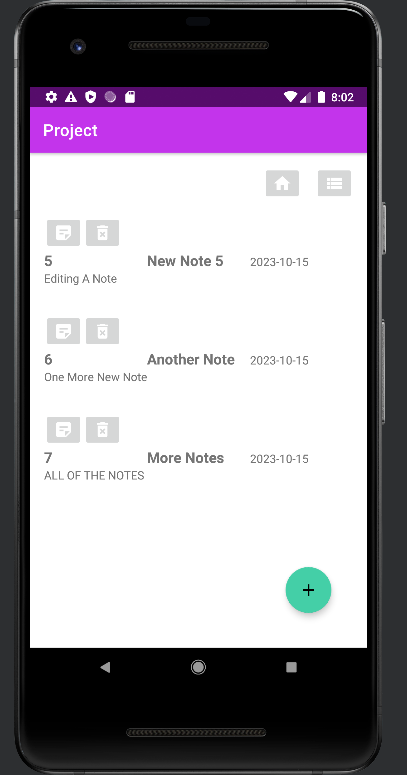 8:02
Project
5 New Note 5 2023-10-15
Editing A Note
6 Another Note 2023-10-15
One More New Note
7 More Notes 2023-10-15
ALL OF THE NOTES
+